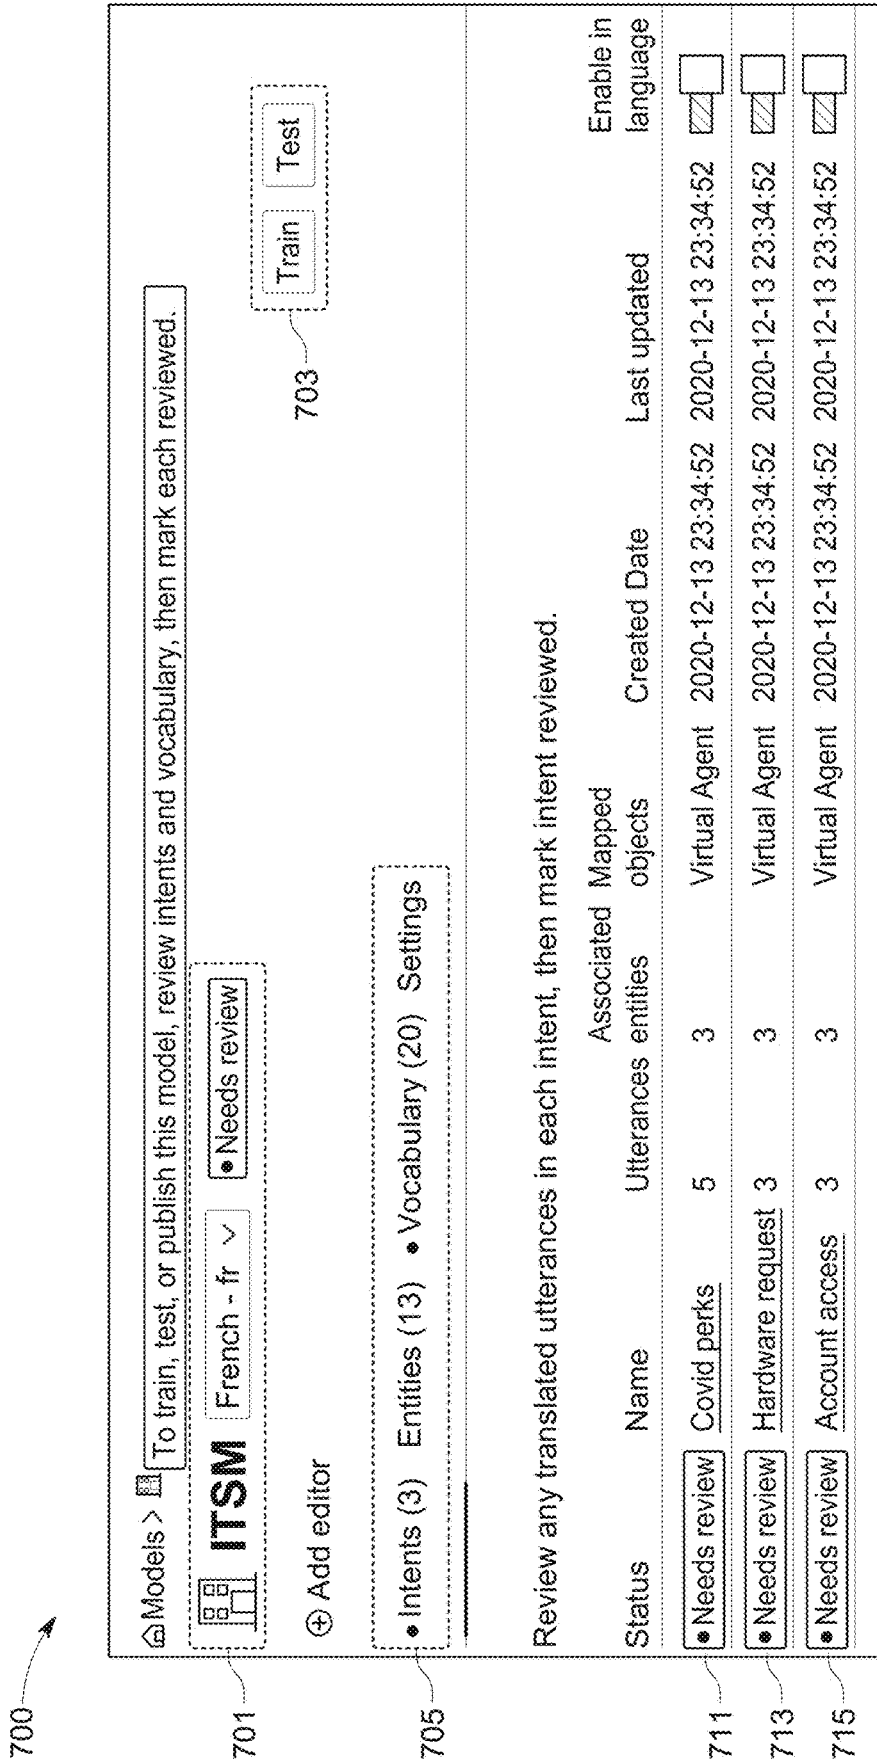 700
Models >
To train, test, or publish this model, review intents and vocabulary, then mark each reviewed.
701
ITSM French - fr • Needs review
Train Test
703
Add editor
705
• Intents (3) Entities (13) • Vocabulary (20) Settings
Review any translated utterances in each intent, then mark intent reviewed.
Status Name Utterances Associated entities Mapped objects Created Date Last updated Enable in language
711 • Needs review Covid perks 5 3 Virtual Agent 2020-12-13 23:34:52 2020-12-13 23:34:52
713 • Needs review Hardware request 3 3 Virtual Agent 2020-12-13 23:34:52 2020-12-13 23:34:52
715 • Needs review Account access 3 3 Virtual Agent 2020-12-13 23:34:52 2020-12-13 23:34:52